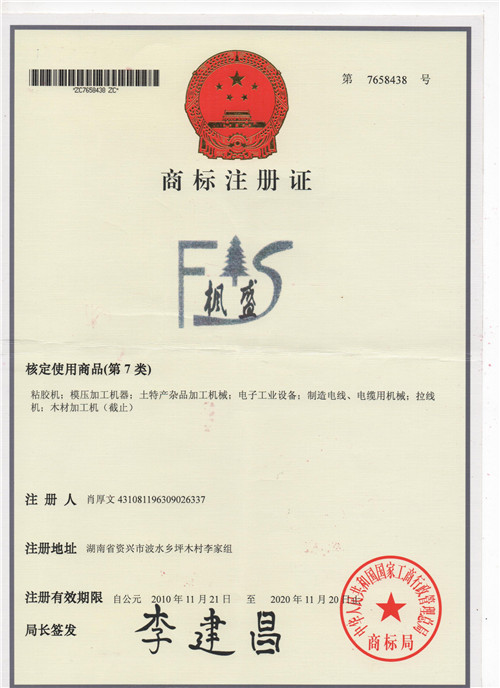 第 7658438 号
*ZC7658438 ZC*
商标注册证
FS
枫盛
核定使用商品(第 7 类)
粘胶机；模压加工机器；土特产杂品加工机械；电子工业设备；制造电线、电缆用机械；拉线
机；木材加工机（截止）
注 册 人 肖厚文 431081196309026337
注册地址 湖南省资兴市波水乡坪木村李家组
注册有效期限 自公元 2010 年 11 月 21 日 至 2020 年 11 月 20 日止
局长签发 李建昌
中华人民共和国国家工商行政管理总局
商标局